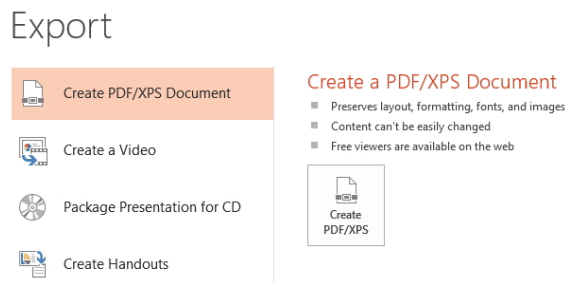 Export
Create PDF/XPS Document
Create a Video
Package Presentation for CD
Create Handouts
Create a PDF/XPS Document
Preserves layout, formatting, fonts, and images
Content can't be easily changed
Free viewers are available on the web
Create
PDF/XPS